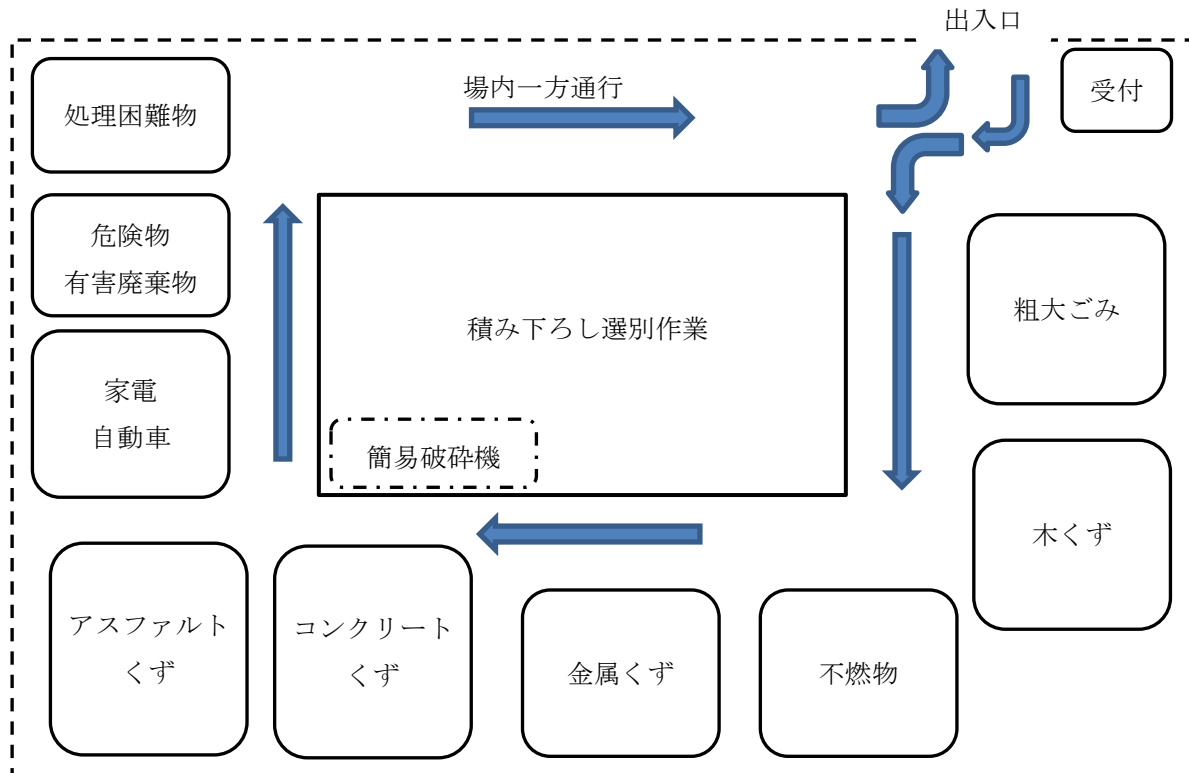 出入口
受付
場内一方通行
処理困難物
危険物
有害廃棄物
積み下ろし選別作業
粗大ごみ
家電
自動車
簡易破砕機
木くず
アスファルト
くず
コンクリート
くず
金属くず
不燃物